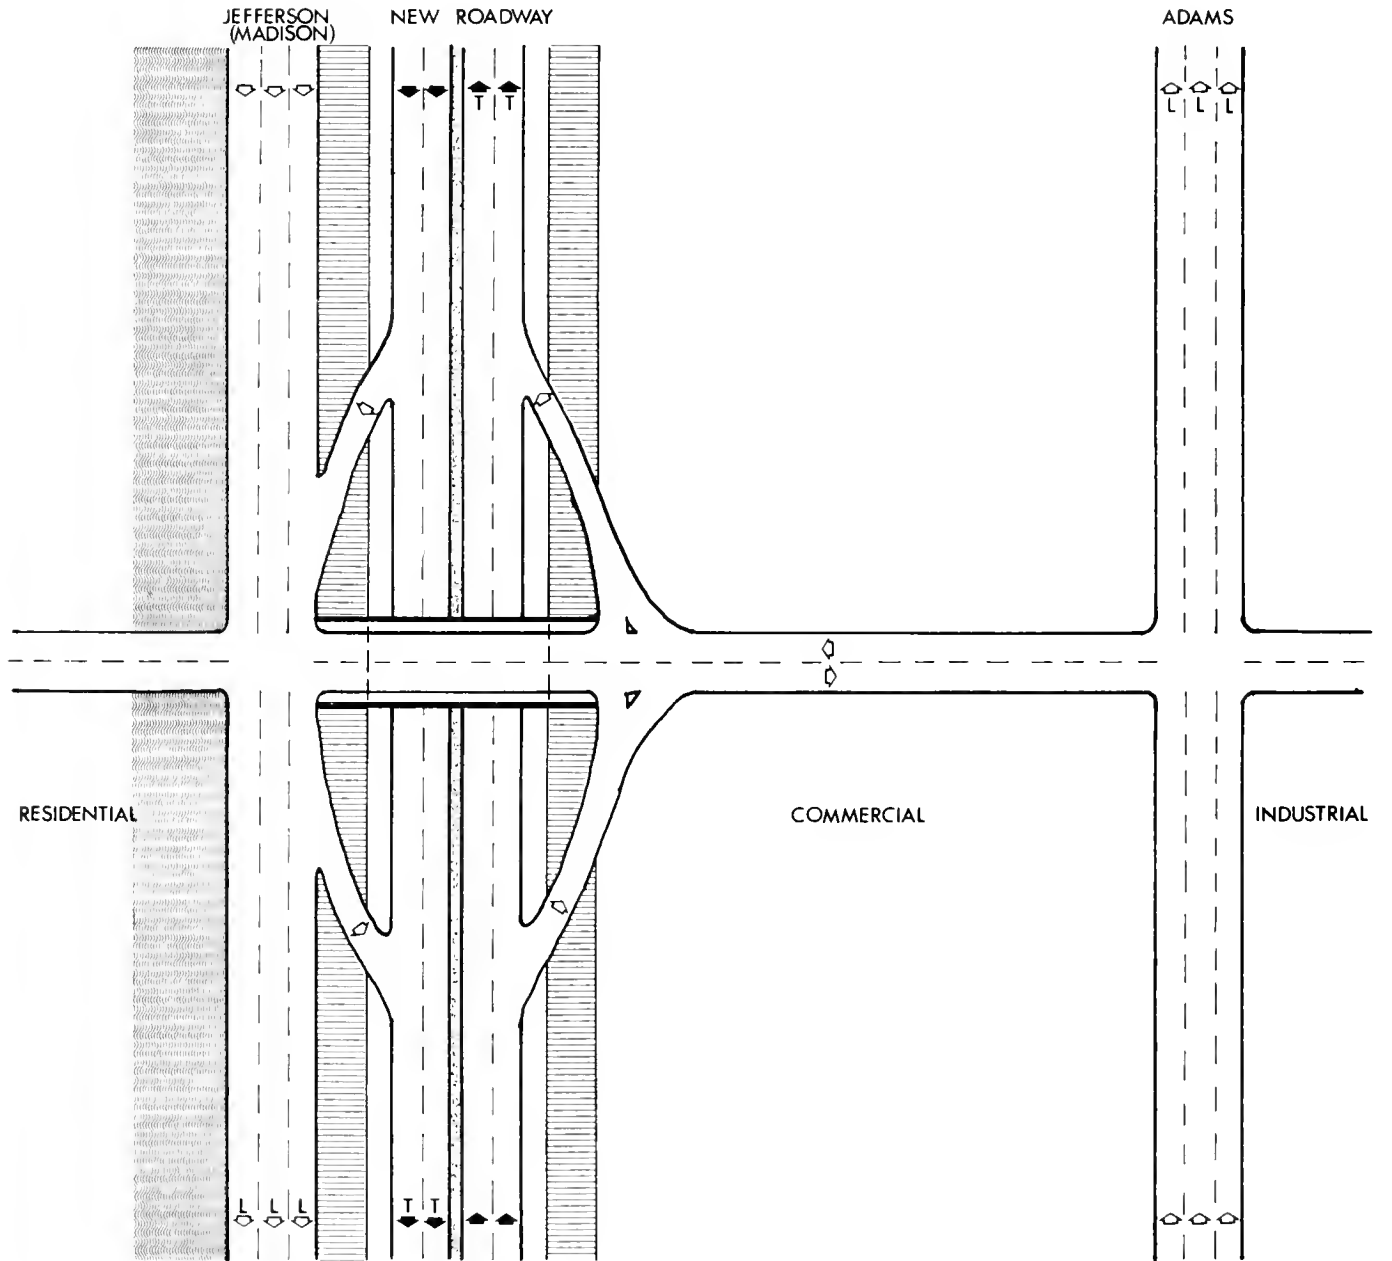 JEFFERSON
(MADISON)
NEW ROADWAY
ADAMS
T T
L L L
RESIDENTIAL
COMMERCIAL
INDUSTRIAL
L L L
T T